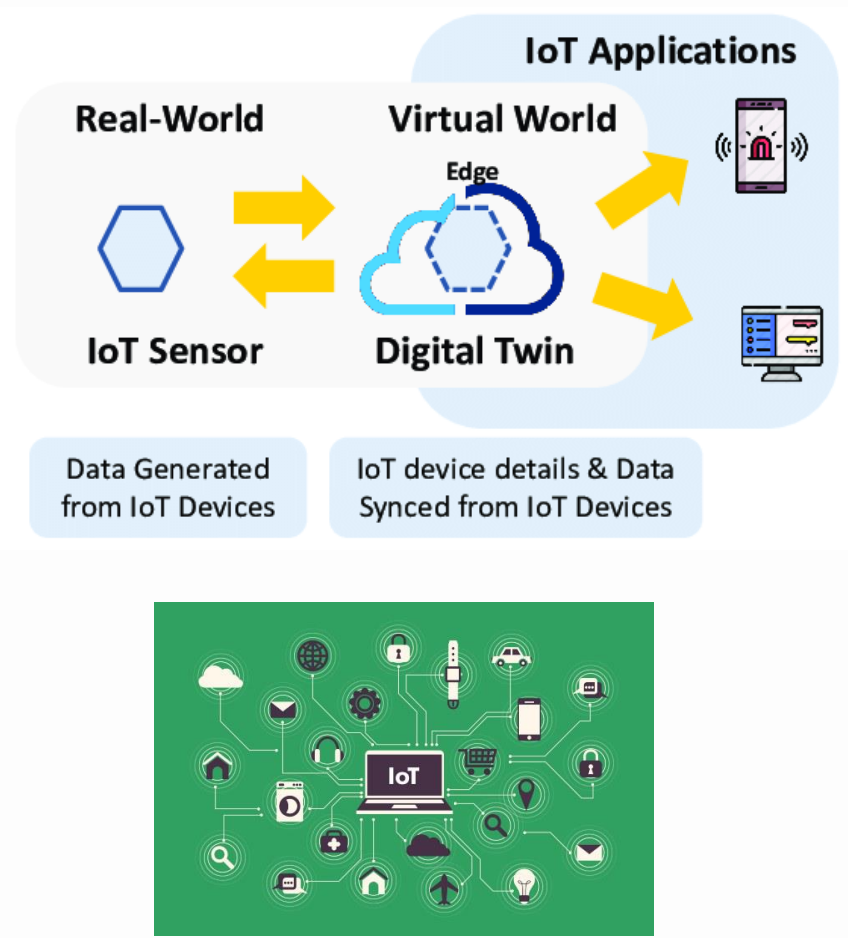 IoT Applications
Real-World
Virtual World
Edge
IoT Sensor
Digital Twin
Data Generated
from IoT Devices
IoT device details & Data
Synced from IoT Devices
IoT